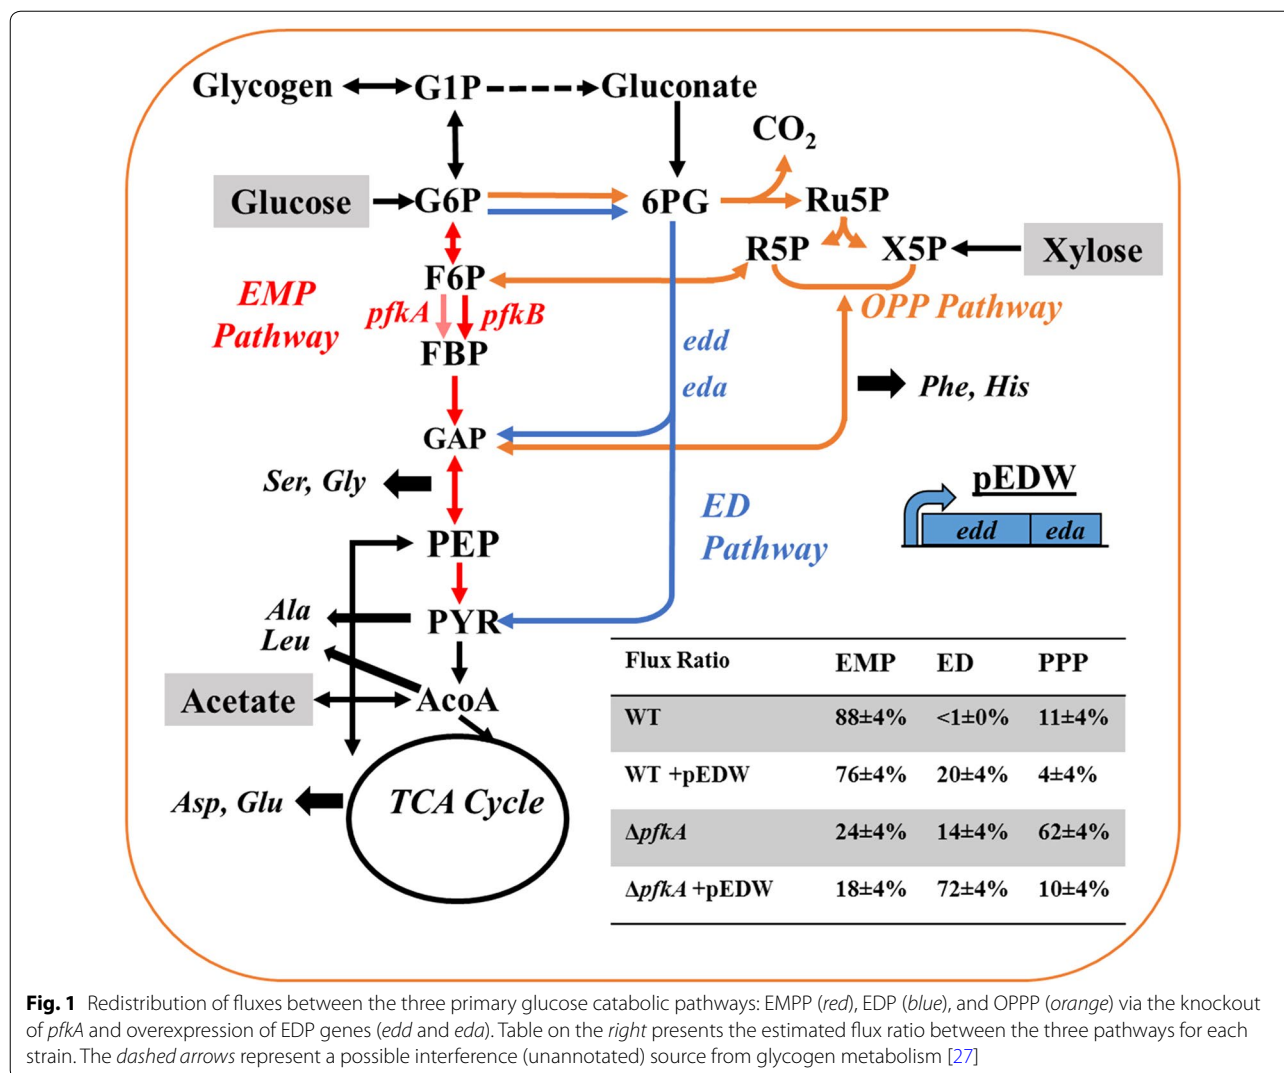 Glycogen G1P Gluconate
CO2
Glucose G6P 6PG Ru5P
R5P X5P Xylose
F6P
EMP
Pathway
pfkA pfkB
OPP Pathway
FBP
edd
eda
Phe, His
GAP
Ser, Gly
pEDW
edd eda
ED
Pathway
PEP
Ala
Leu
PYR
Acetate AcoA
Asp, Glu
TCA Cycle
Flux Ratio EMP ED PPP
WT 88±4% <1±0% 11±4%
WT +pEDW 76±4% 20±4% 4±4%
ΔpfkA 24±4% 14±4% 62±4%
ΔpfkA +pEDW 18±4% 72±4% 10±4%
Fig. 1 Redistribution of fluxes between the three primary glucose catabolic pathways: EMPP (red), EDP (blue), and OPPP (orange) via the knockout
of pfkA and overexpression of EDP genes (edd and eda). Table on the right presents the estimated flux ratio between the three pathways for each
strain. The dashed arrows represent a possible interference (unannotated) source from glycogen metabolism [27]